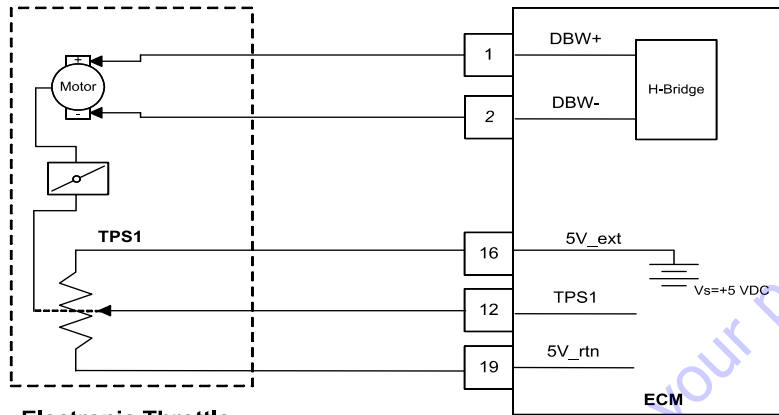 DBW+
1
+
Motor
H-Bridge
DBW-
2
-
TPS1
5V_ext
16
Vs=+5 VDC
12
TPS1
5V_rtn
19
ECM
Electronic Throttle
your